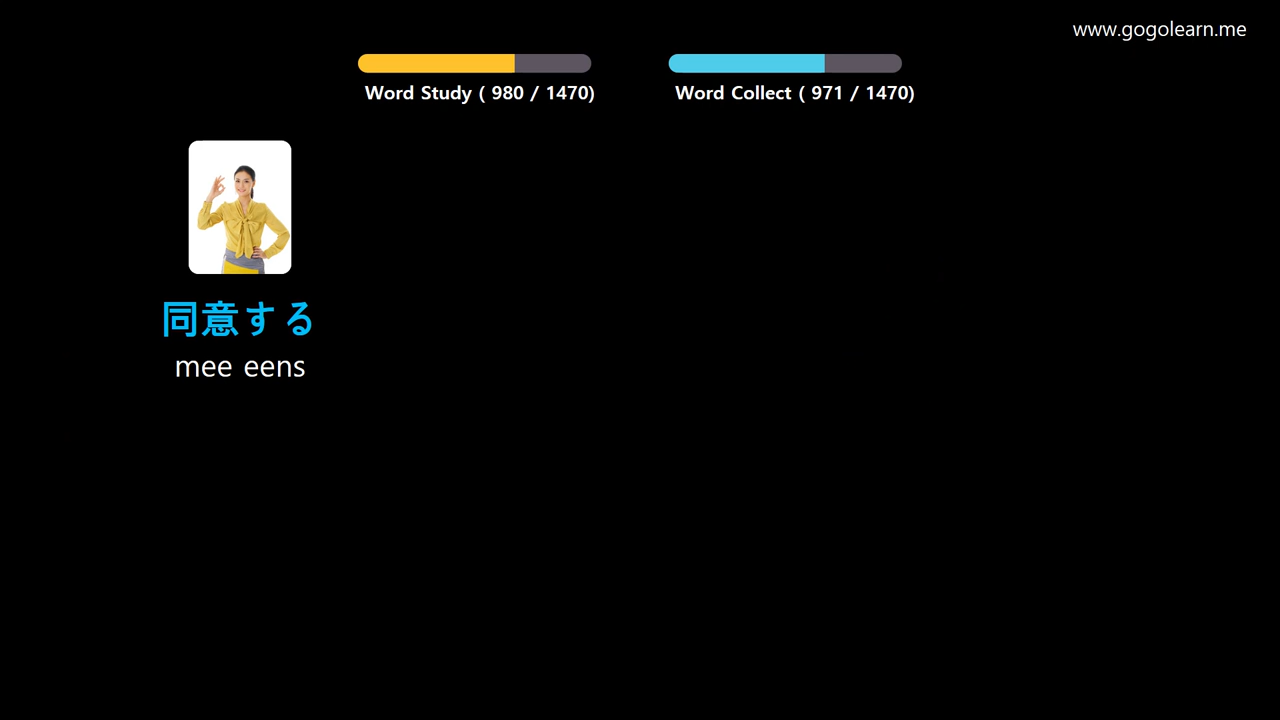 www.gogolearn.me
Word Study ( 980 / 1470)
Word Collect ( 971 / 1470)
同意する
mee eens